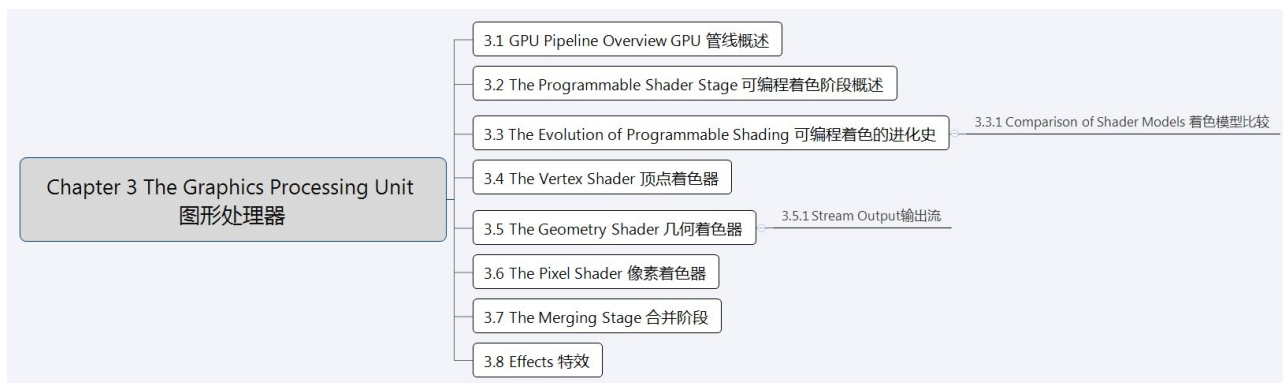 3.1 GPU Pipeline Overview GPU 管线概述
3.2 The Programmable Shader Stage 可编程着色阶段概述
3.3 The Evolution of Programmable Shading 可编程着色的进化史
3.3.1 Comparison of Shader Models 着色模型比较
Chapter 3 The Graphics Processing Unit
图形处理器
3.4 The Vertex Shader 顶点着色器
3.5 The Geometry Shader 几何着色器
3.5.1 Stream Output输出流
3.6 The Pixel Shader 像素着色器
3.7 The Merging Stage 合并阶段
3.8 Effects 特效